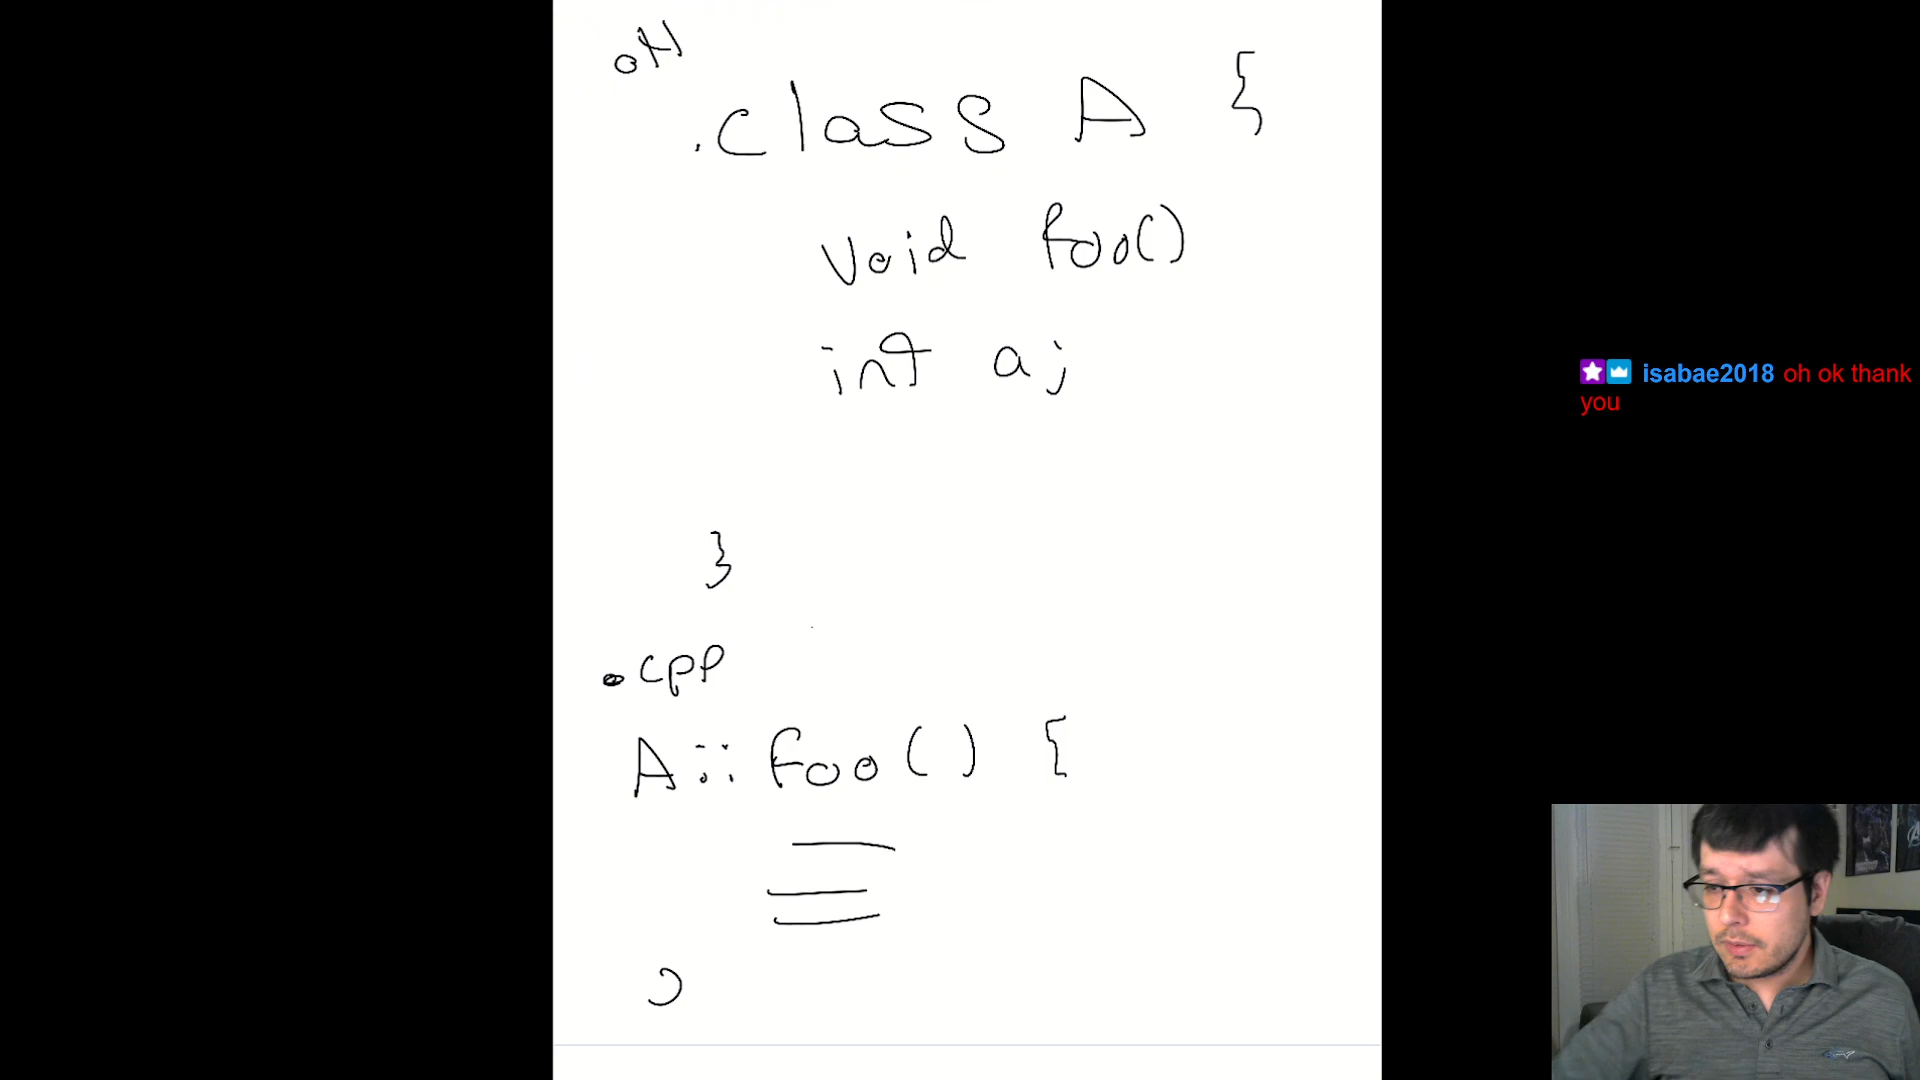 .H
class A {
void foo()
int a;
}
.cpp
A::foo() {
}
isabae2018 oh ok thank
you